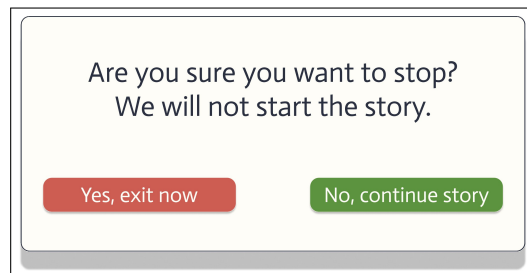 Are you sure you want to stop?
We will not start the story.
Yes, exit now
No, continue story